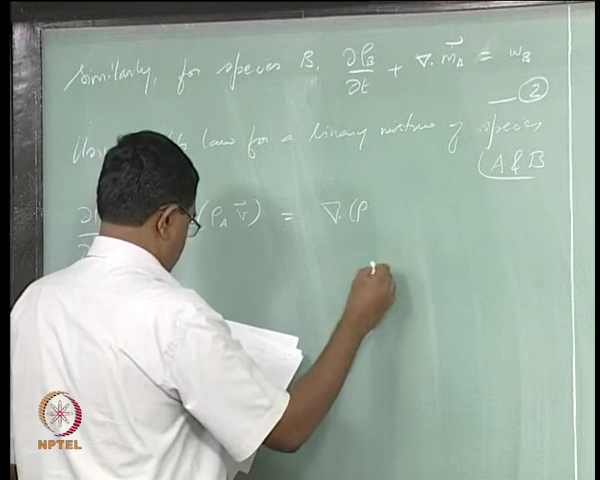 Similarly, for species B, ∂ρ_B/∂t + ∇. m⃗_B = w_B
② 
law for a binary mixture of species
(A & B
(ρ_A v⃗) = ∇.(ρ
NPTEL